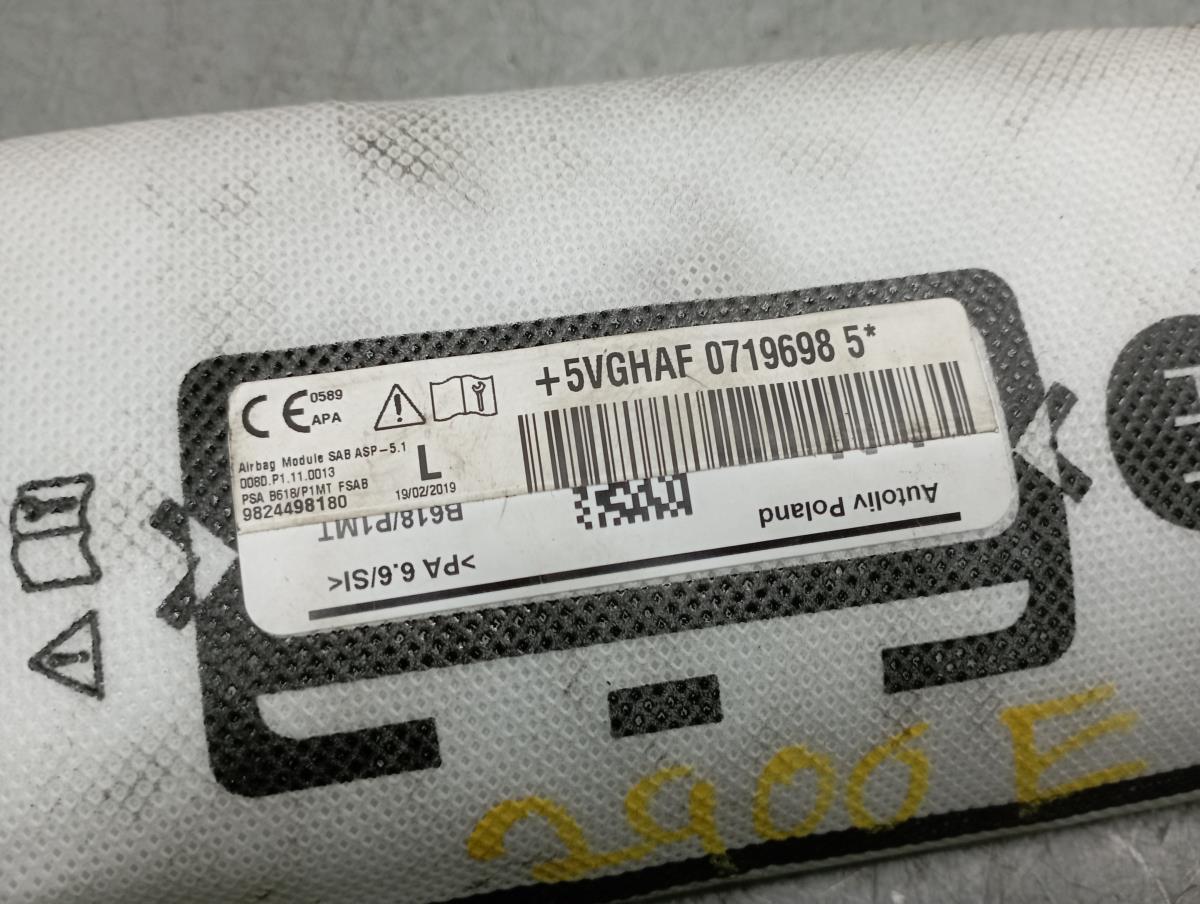 +5VGHAF 0719698 5*
CE 0589
APA
Airbag Module SAB ASP-5.1
0080.P1.11.0013
PSA B618/P1MT FSAB
9824498180
L
19/02/2019
B618/P1MT
Autoliv Poland
>PA 6.6/SI<
2900 E